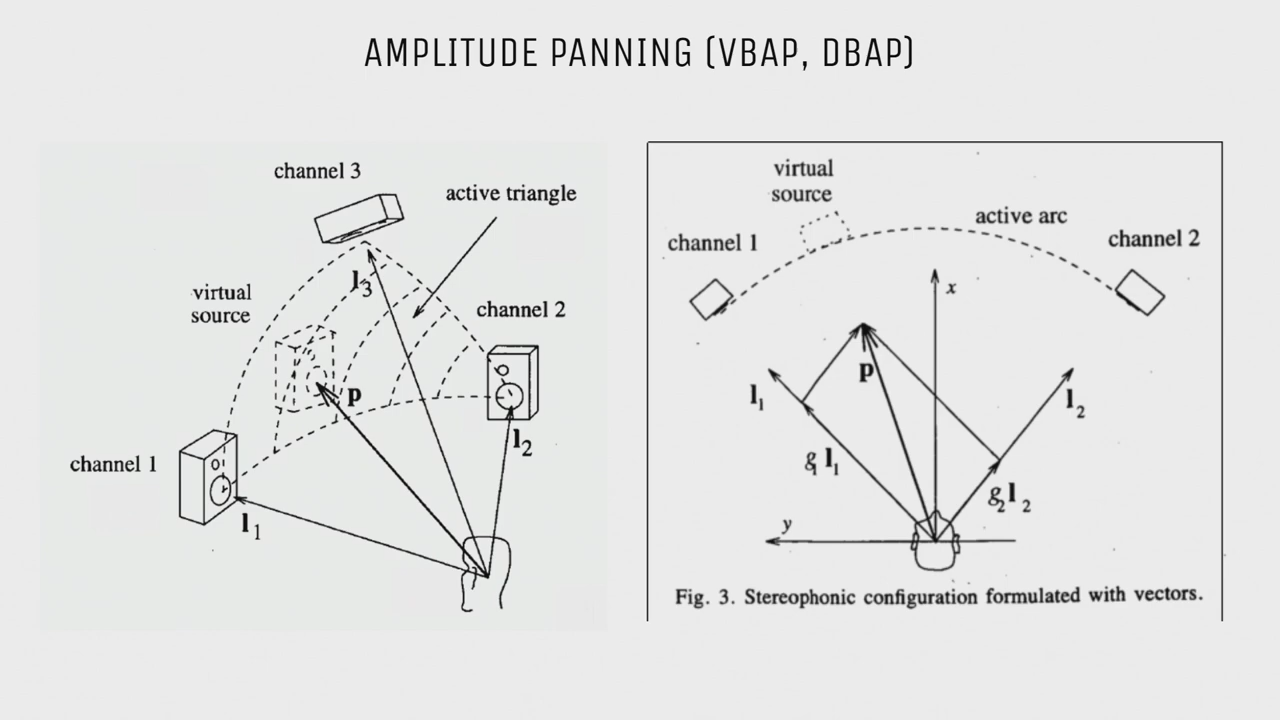 AMPLITUDE PANNING (VBAP, DBAP)
channel 3
active triangle
l3
virtual
source
channel 2
p
l2
channel 1
l1
virtual
source
active arc
channel 1
channel 2
x
p
l1
l2
g1 l1
g2 l2
y
Fig. 3. Stereophonic configuration formulated with vectors.